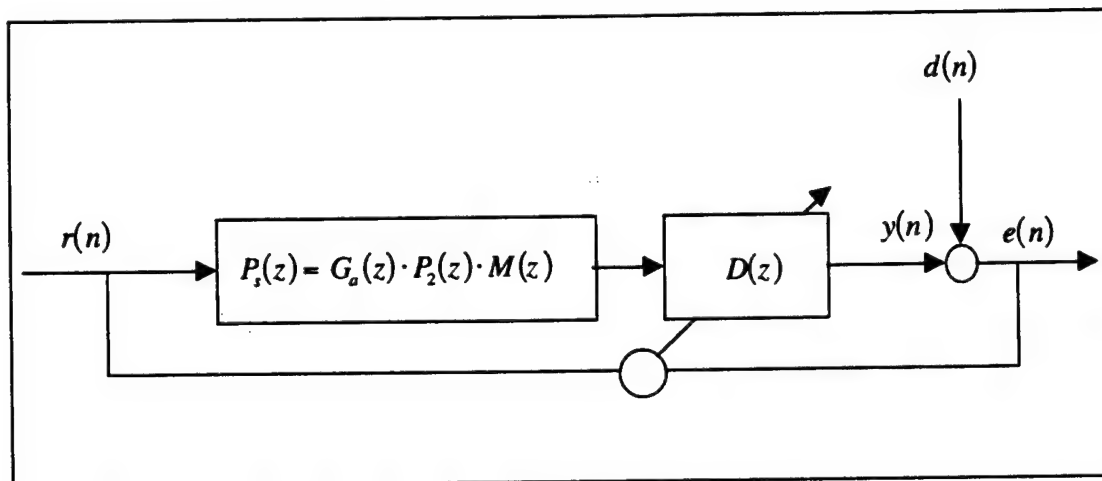 d(n)
r(n)
y(n)
e(n)
P_s(z) = G_a(z) · P_2(z) · M(z)
D(z)